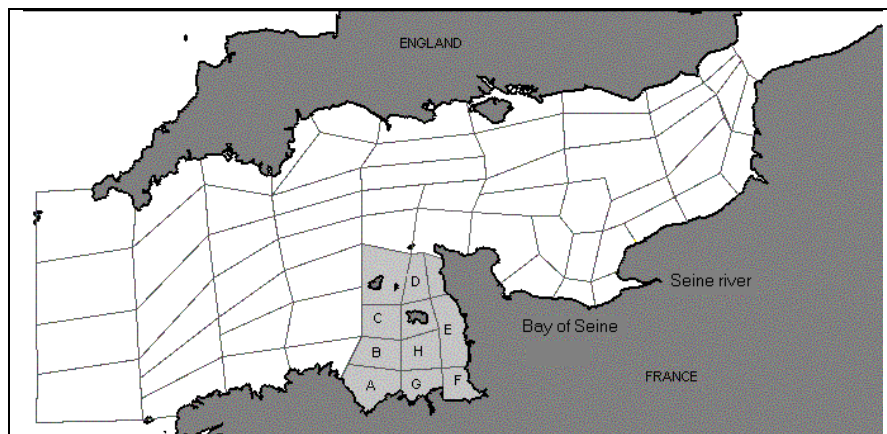 ENGLAND
D
Seine river
C
E
Bay of Seine
B
H
A
G
F
FRANCE